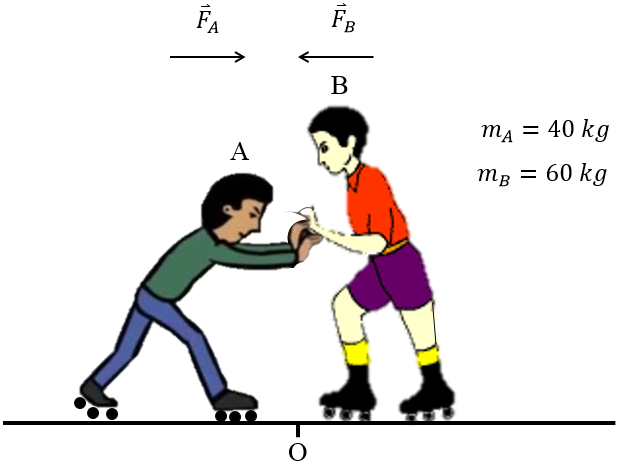 F⃗_A F⃗_B
B
A
m_A = 40 kg
m_B = 60 kg
O